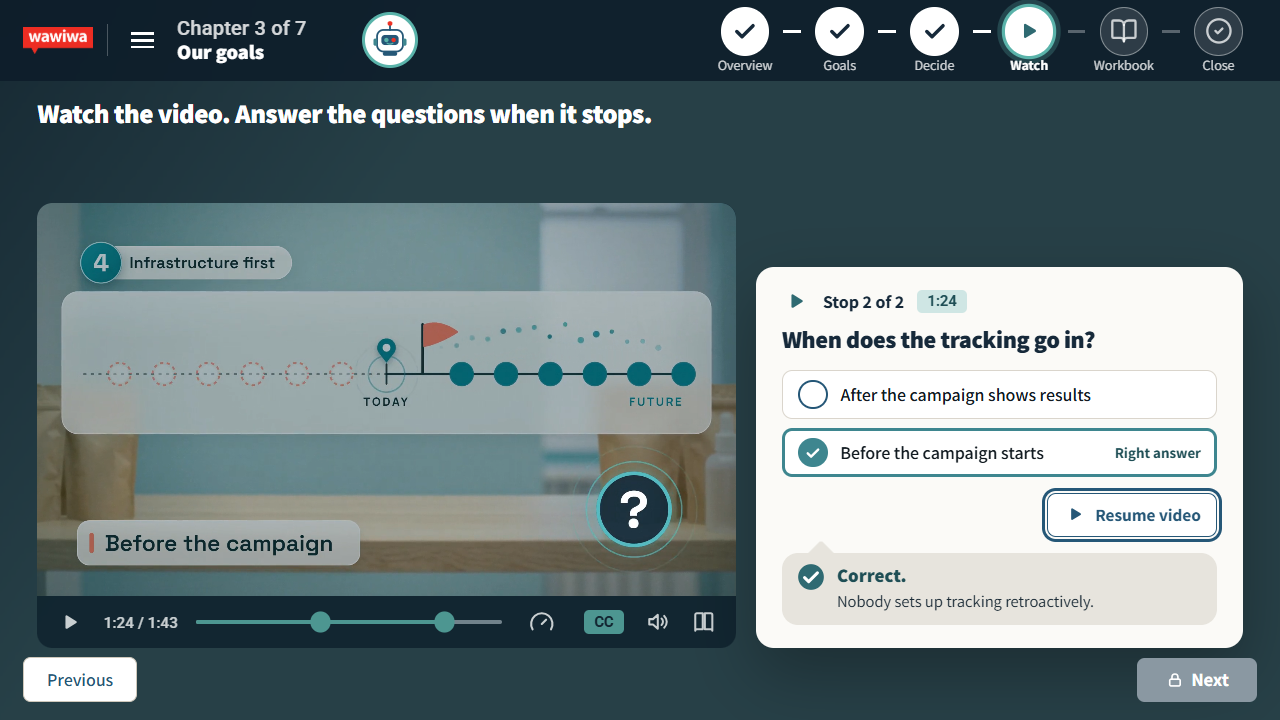 wawiwa
Chapter 3 of 7
Our goals
Overview
Goals
Decide
Watch
Workbook
Close
Watch the video. Answer the questions when it stops.
4 Infrastructure first
TODAY
FUTURE
?
Before the campaign
1:24 / 1:43
CC
Stop 2 of 2
1:24
When does the tracking go in?
After the campaign shows results
Before the campaign starts
Right answer
Resume video
Correct.
Nobody sets up tracking retroactively.
Previous
Next